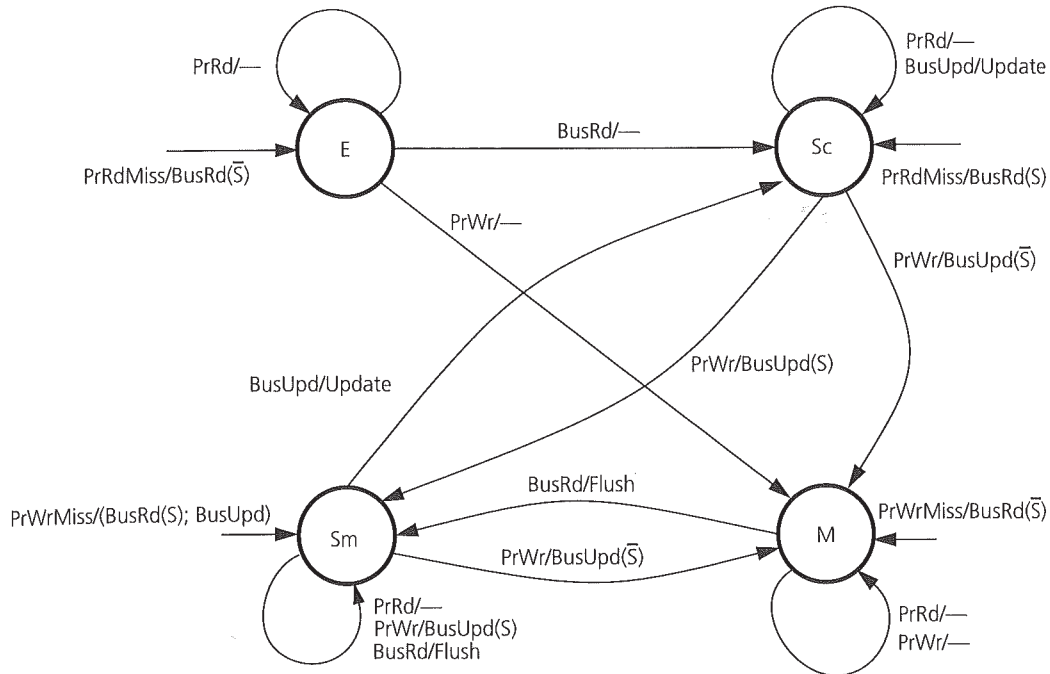 PrRd/—
PrRd/—
BusUpd/Update
E
BusRd/—
Sc
PrRdMiss/BusRd(S̅)
PrRdMiss/BusRd(S)
PrWr/—
PrWr/BusUpd(S̅)
BusUpd/Update
PrWr/BusUpd(S)
BusRd/Flush
PrWrMiss/(BusRd(S); BusUpd)
Sm
M
PrWrMiss/BusRd(S̅)
PrWr/BusUpd(S̅)
PrRd/—
PrWr/BusUpd(S)
BusRd/Flush
PrRd/—
PrWr/—